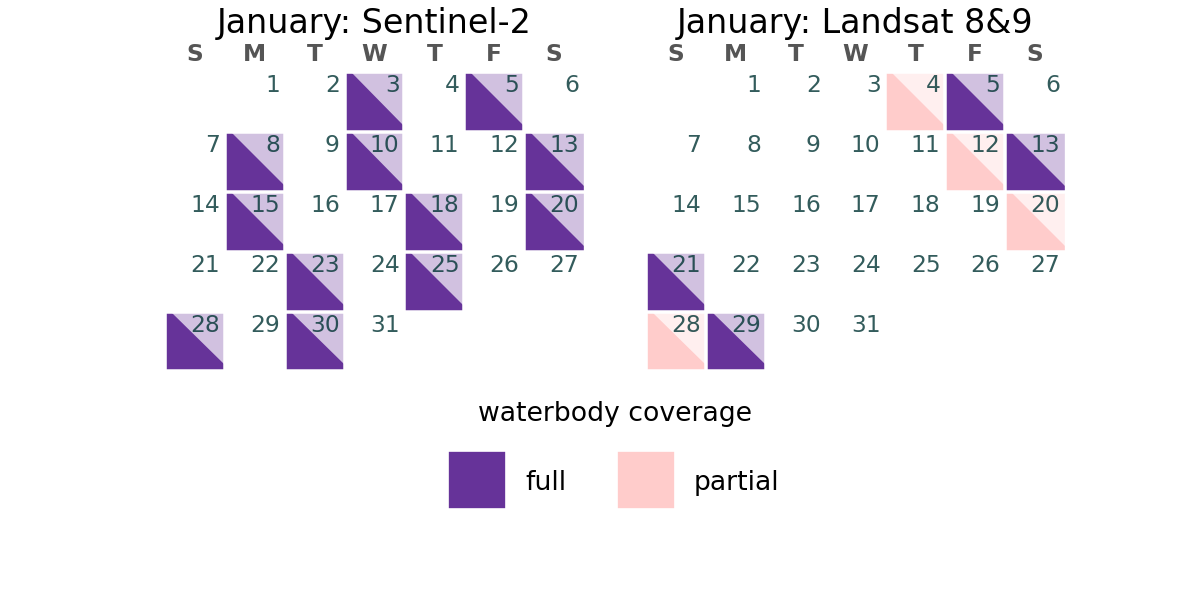 January: Sentinel-2
S M T W T F S
1 2 3 4 5 6
7 8 9 10 11 12 13
14 15 16 17 18 19 20
21 22 23 24 25 26 27
28 29 30 31
January: Landsat 8&9
S M T W T F S
1 2 3 4 5 6
7 8 9 10 11 12 13
14 15 16 17 18 19 20
21 22 23 24 25 26 27
28 29 30 31
waterbody coverage
full partial